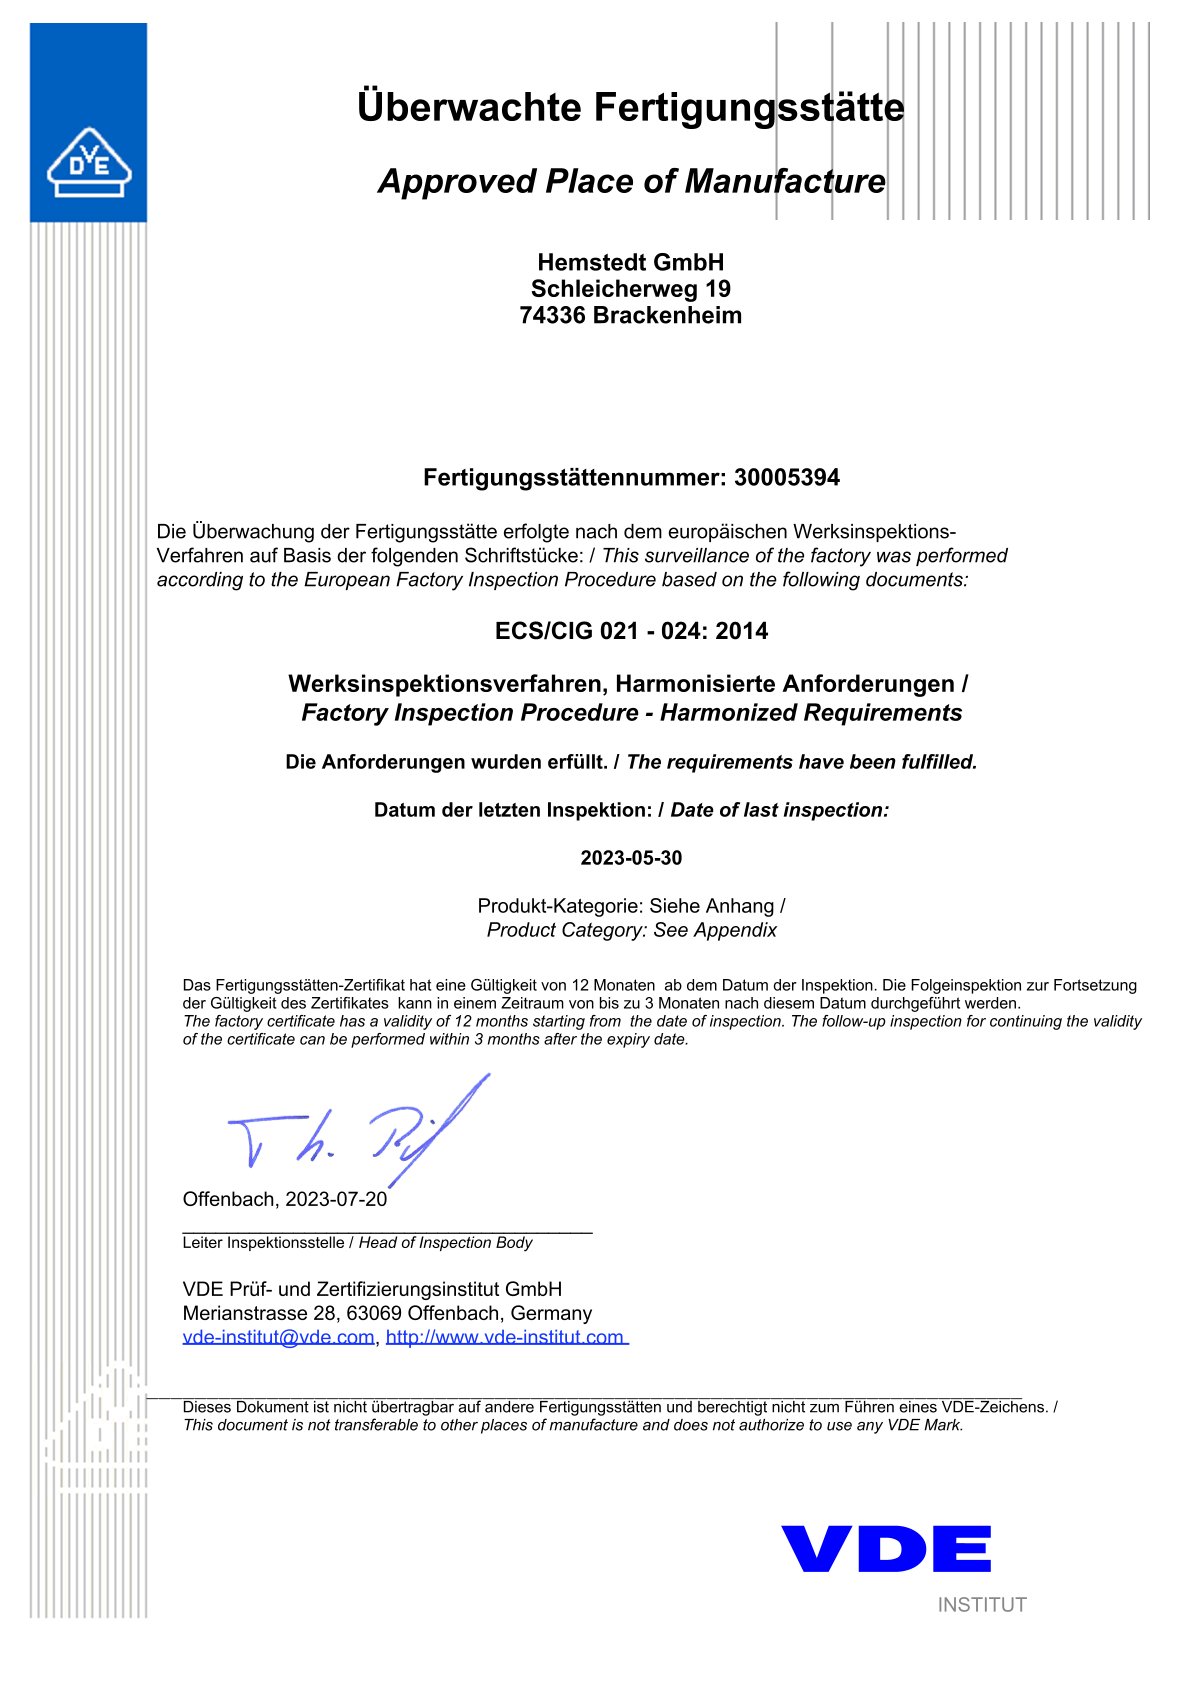 DVE
Überwachte Fertigungsstätte
Approved Place of Manufacture
Hemstedt GmbH
Schleicherweg 19
74336 Brackenheim
Fertigungsstättennummer: 30005394
Die Überwachung der Fertigungsstätte erfolgte nach dem europäischen Werksinspektions-
Verfahren auf Basis der folgenden Schriftstücke: / This surveillance of the factory was performed
according to the European Factory Inspection Procedure based on the following documents:
ECS/CIG 021 - 024: 2014
Werksinspektionsverfahren, Harmonisierte Anforderungen /
Factory Inspection Procedure - Harmonized Requirements
Die Anforderungen wurden erfüllt. / The requirements have been fulfilled.
Datum der letzten Inspektion: / Date of last inspection:
2023-05-30
Produkt-Kategorie: Siehe Anhang /
Product Category: See Appendix
Das Fertigungsstätten-Zertifikat hat eine Gültigkeit von 12 Monaten ab dem Datum der Inspektion. Die Folgeinspektion zur Fortsetzung
der Gültigkeit des Zertifikates kann in einem Zeitraum von bis zu 3 Monaten nach diesem Datum durchgeführt werden.
The factory certificate has a validity of 12 months starting from the date of inspection. The follow-up inspection for continuing the validity
of the certificate can be performed within 3 months after the expiry date.
Th.
Offenbach, 2023-07-20
Leiter Inspektionsstelle / Head of Inspection Body
VDE Prüf- und Zertifizierungsinstitut GmbH
Merianstrasse 28, 63069 Offenbach, Germany
vde-institut@vde.com, http://www.vde-institut.com
Dieses Dokument ist nicht übertragbar auf andere Fertigungsstätten und berechtigt nicht zum Führen eines VDE-Zeichens. /
This document is not transferable to other places of manufacture and does not authorize to use any VDE Mark.
VDE
INSTITUT